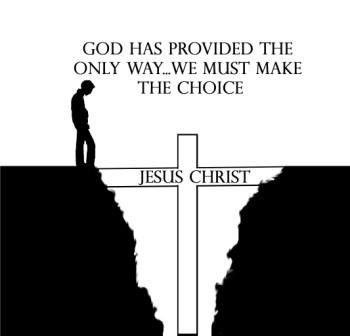 GOD HAS PROVIDED THE
ONLY WAY...WE MUST MAKE
THE CHOICE
JESUS CHRIST